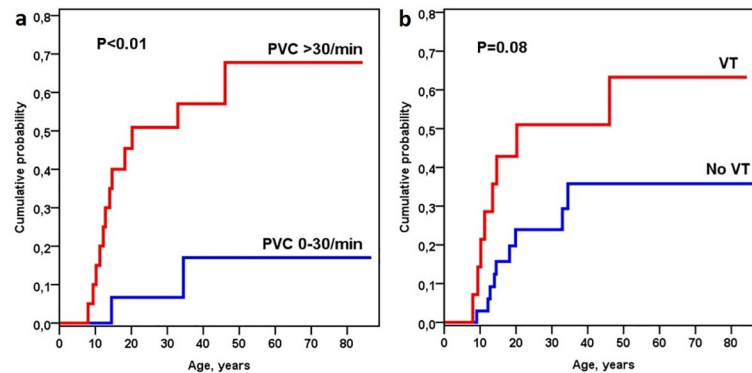 a
P<0.01
PVC >30/min
PVC 0-30/min
Cumulative probability
0,8
0,7
0,6
0,5
0,4
0,3
0,2
0,1
0,0
0 10 20 30 40 50 60 70 80
Age, years
b
P=0.08
VT
No VT
Cumulative probability
0,8
0,7
0,6
0,5
0,4
0,3
0,2
0,1
0,0
0 10 20 30 40 50 60 70 80
Age, years